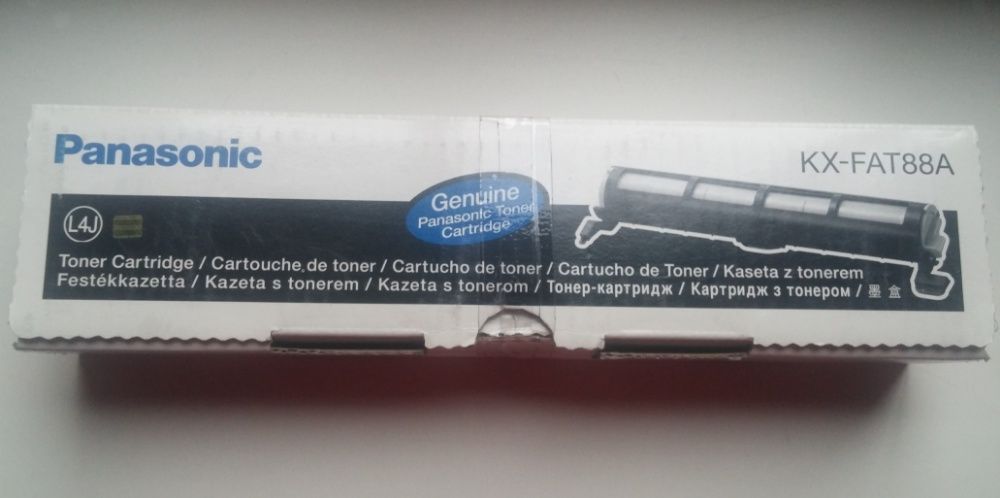 Panasonic
KX-FAT88A
Genuine
Panasonic Toner
Cartridge
L4J
Toner Cartridge / Cartouche de toner / Cartucho de toner / Cartucho de Toner / Kaseta z tonerem
Festékkazetta / Kazeta s tonerem / Kazeta s tonerom / Тонер-картридж / Картридж з тонером / 墨盒